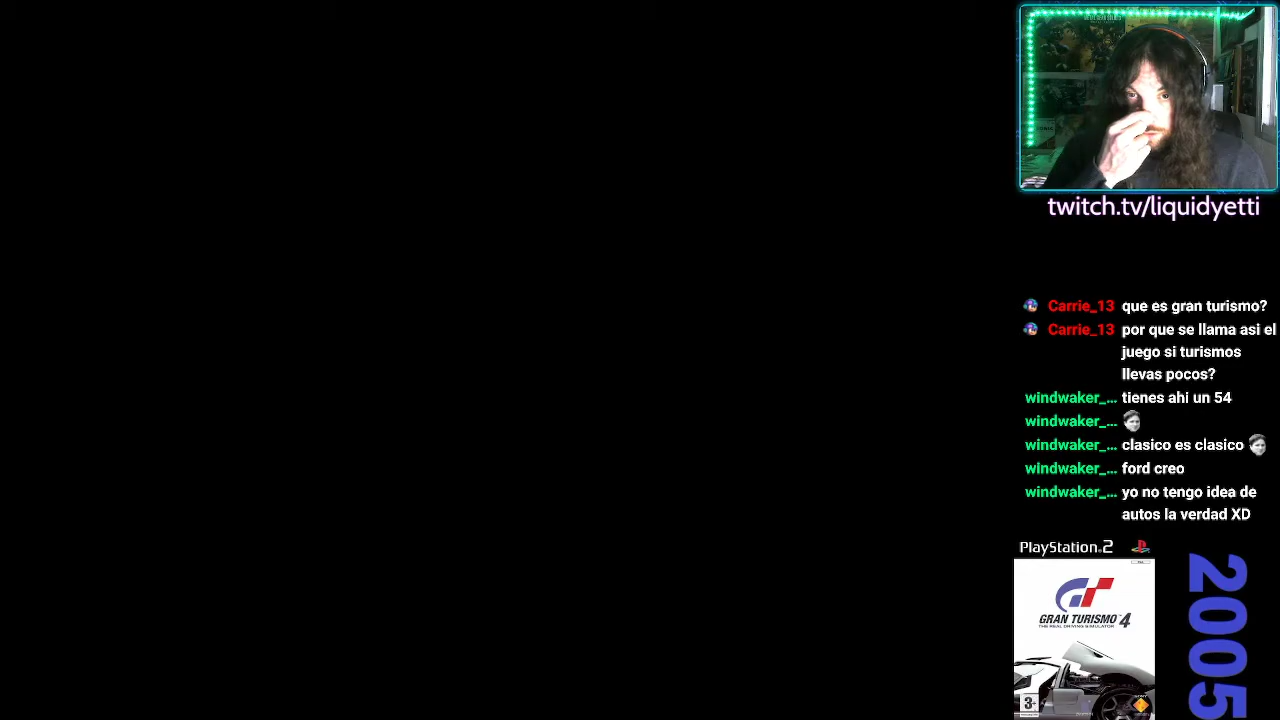 twitch.tv/liquidyetti
Carrie_13 que es gran turismo?
Carrie_13 por que se llama asi el
juego si turismos
llevas pocos?
windwaker_... tienes ahi un 54
windwaker_...
windwaker_... clasico es clasico
windwaker_... ford creo
windwaker_... yo no tengo idea de
autos la verdad XD
PlayStation.2
GRAN TURISMO 4
THE REAL DRIVING SIMULATOR
3+
SONY
2005